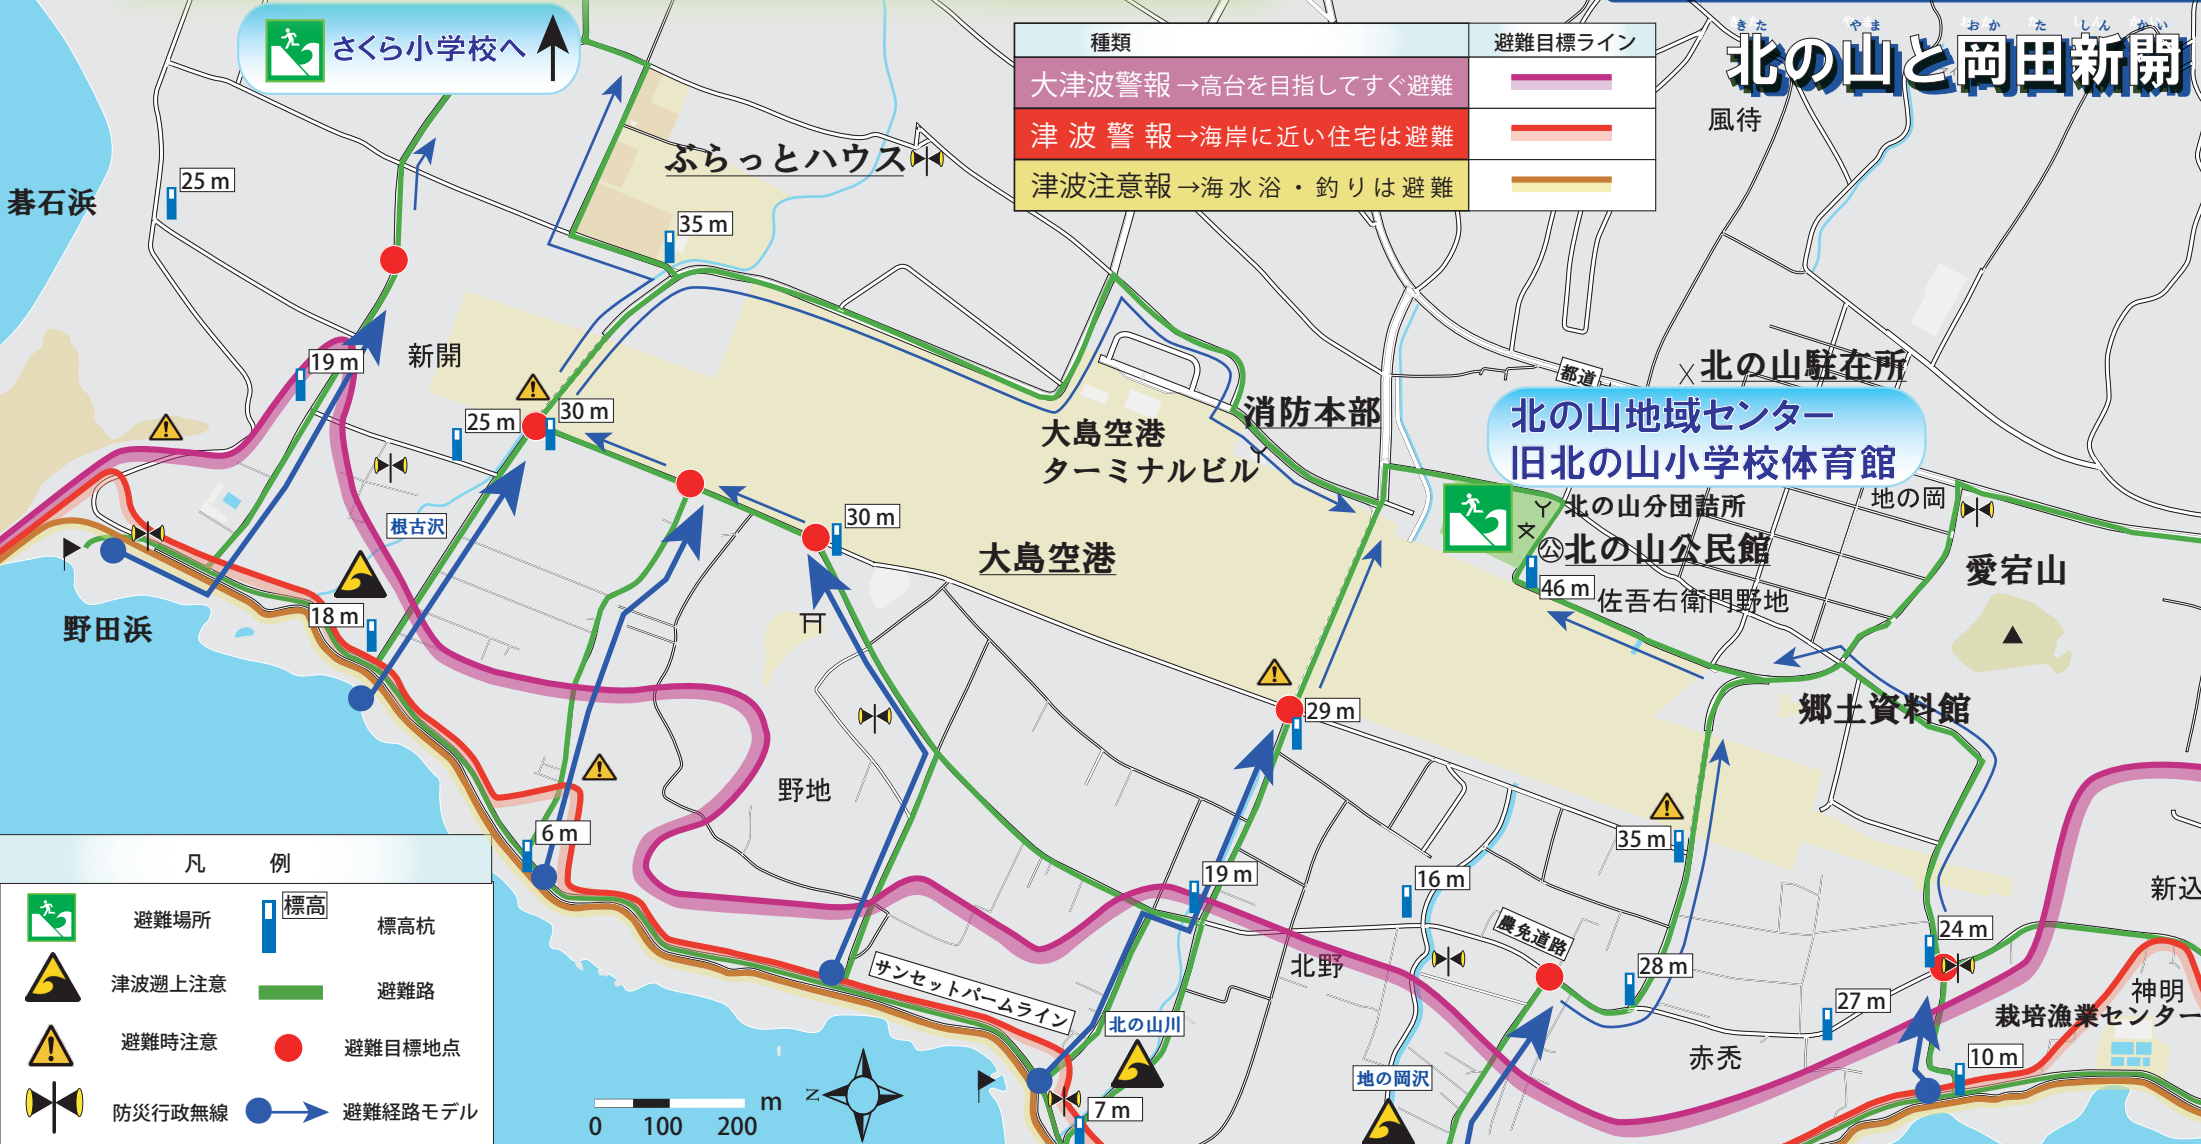 さくら小学校へ
種類
避難目標ライン
大津波警報→高台を目指してすぐ避難
津波警報→海岸に近い住宅は避難
津波注意報→海水浴・釣りは避難
きた やま おか た しん かい
北の山と岡田新開
風待
碁石浜
25 m
ぶらっとハウス
35 m
19 m
新開
25 m
30 m
都道
北の山駐在所
消防本部
大島空港
ターミナルビル
北の山地域センター
旧北の山小学校体育館
地の岡
北の山分団詰所
文
公
北の山公民館
30 m
根古沢
大島空港
愛宕山
46 m
佐吾右衛門野地
18 m
野田浜
29 m
郷土資料館
野地
6 m
35 m
19 m
16 m
新込
農免道路
24 m
北野
28 m
サンセットパームライン
27 m
神明
栽培漁業センター
北の山川
赤禿
10 m
地の岡沢
7 m
凡例
避難場所
標高
標高杭
津波遡上注意
避難路
避難時注意
避難目標地点
防災行政無線
避難経路モデル
0 100 200 m
N